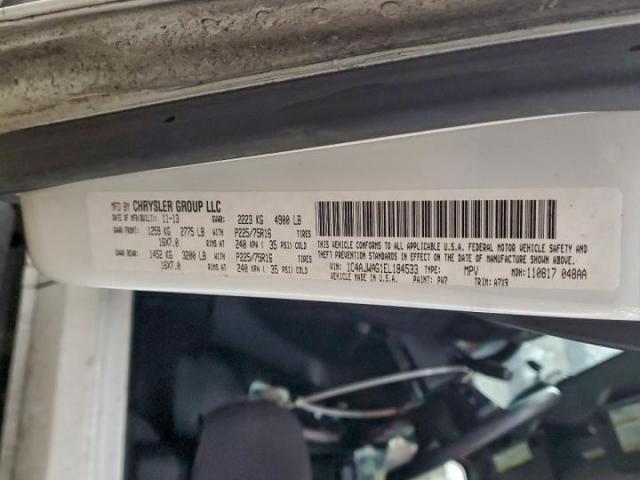 MFD BY CHRYSLER GROUP LLC
DATE OF MFR/BUILT: 11-13 GVWR: 2223 KG 4900 LB
GAWR FRONT: 1259 KG 2775 LB WITH P225/75R16 TIRES
16X7.0 RIMS AT 240 KPA ( 35 PSI) COLD
GAWR REAR: 1452 KG 3200 LB WITH P225/75R16 TIRES
16X7.0 RIMS AT 240 KPA ( 35 PSI) COLD
THIS VEHICLE CONFORMS TO ALL APPLICABLE U.S.A. FEDERAL MOTOR VEHICLE SAFETY,
BUMPER AND THEFT PREVENTION STANDARDS IN EFFECT ON THE DATE OF MANUFACTURE SHOWN ABOVE
VIN: 1C4AJWAG1EL184533 TYPE: MPV MDH: 110817 048AA
VEHICLE MADE IN U.S.A. PAINT: PW7 TRIM: A7X9